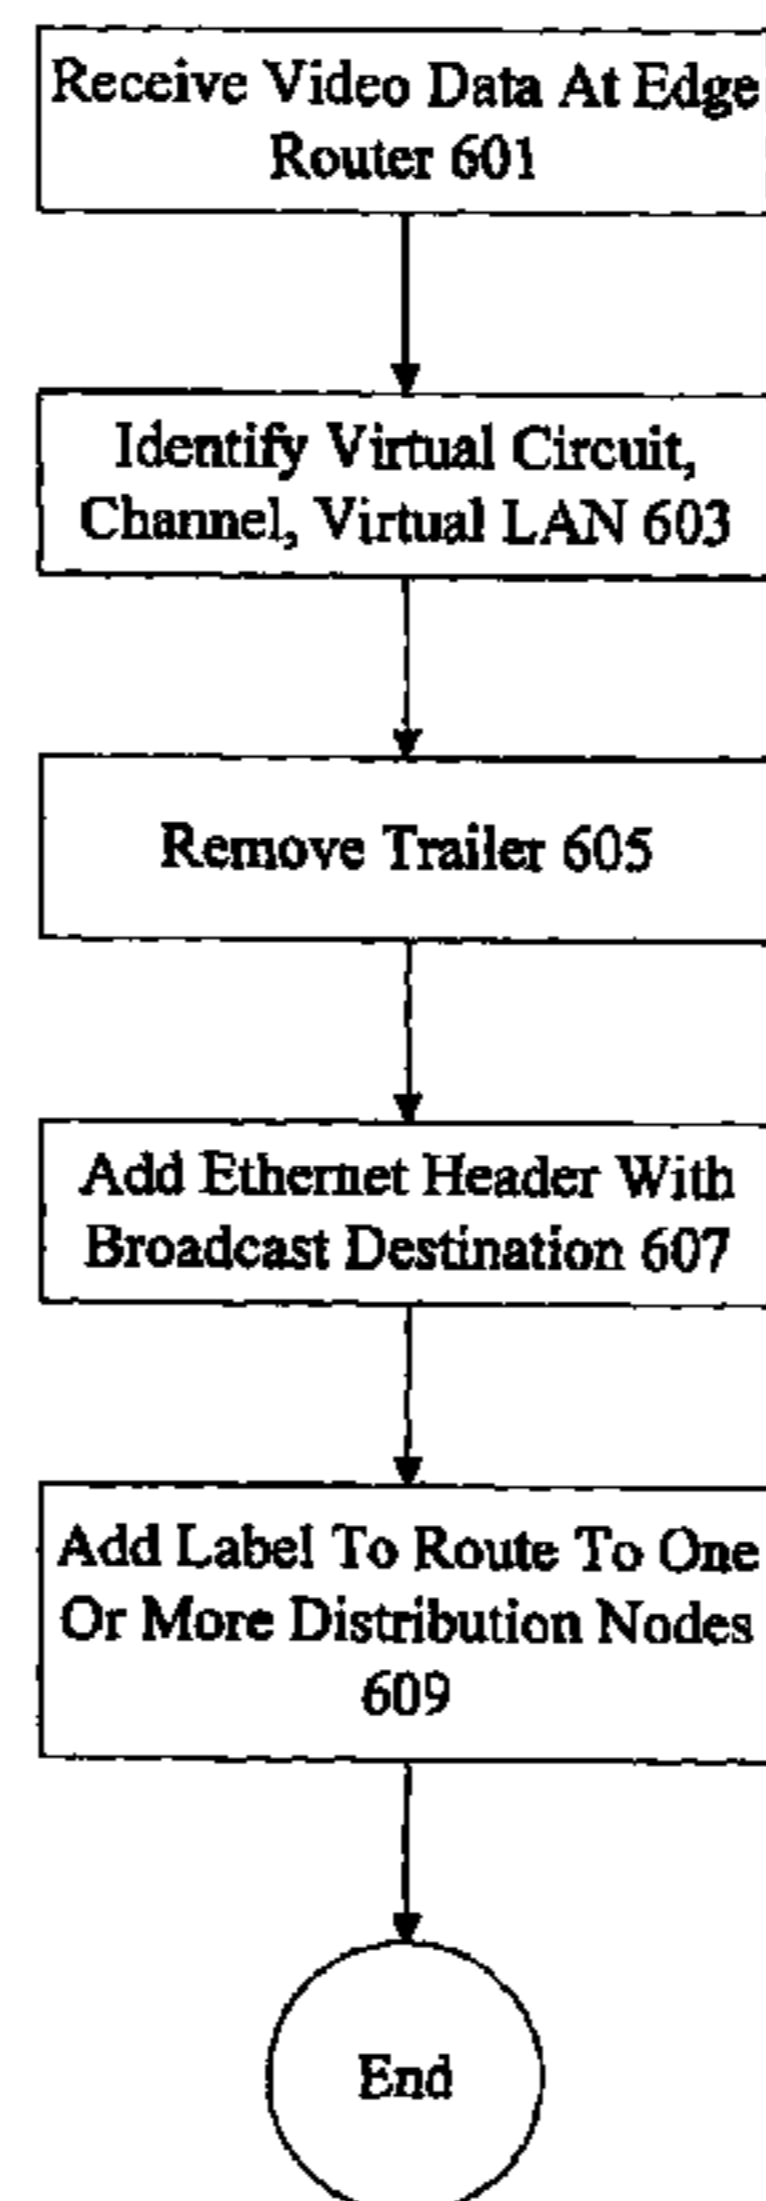 Receive Video Data At Edge
Router 601
Identify Virtual Circuit,
Channel, Virtual LAN 603
Remove Trailer 605
Add Ethernet Header With
Broadcast Destination 607
Add Label To Route To One
Or More Distribution Nodes
609
End